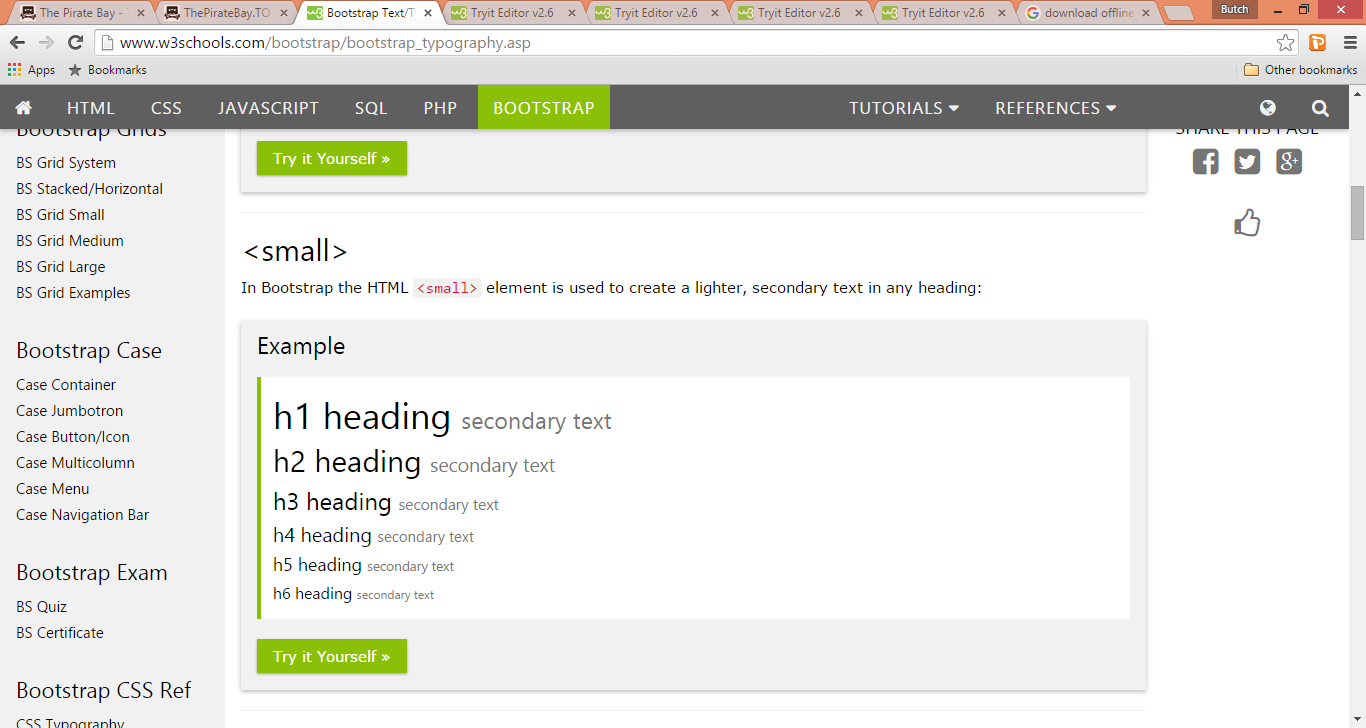 The Pirate Bay - T
ThePirateBay.TO
Bootstrap Text/T
Tryit Editor v2.6
Tryit Editor v2.6
Tryit Editor v2.6
Tryit Editor v2.6
download offline
Butch
www.w3schools.com/bootstrap/bootstrap_typography.asp
Apps
Bookmarks
Other bookmarks
HTML
CSS
JAVASCRIPT
SQL
PHP
BOOTSTRAP
TUTORIALS
REFERENCES
Bootstrap Grids
BS Grid System
BS Stacked/Horizontal
BS Grid Small
BS Grid Medium
BS Grid Large
BS Grid Examples
Bootstrap Case
Case Container
Case Jumbotron
Case Button/Icon
Case Multicolumn
Case Menu
Case Navigation Bar
Bootstrap Exam
BS Quiz
BS Certificate
Bootstrap CSS Ref
CSS Typography
Try it Yourself »
<small>
In Bootstrap the HTML <small> element is used to create a lighter, secondary text in any heading:
Example
h1 heading secondary text
h2 heading secondary text
h3 heading secondary text
h4 heading secondary text
h5 heading secondary text
h6 heading secondary text
Try it Yourself »
SHARE THIS PAGE